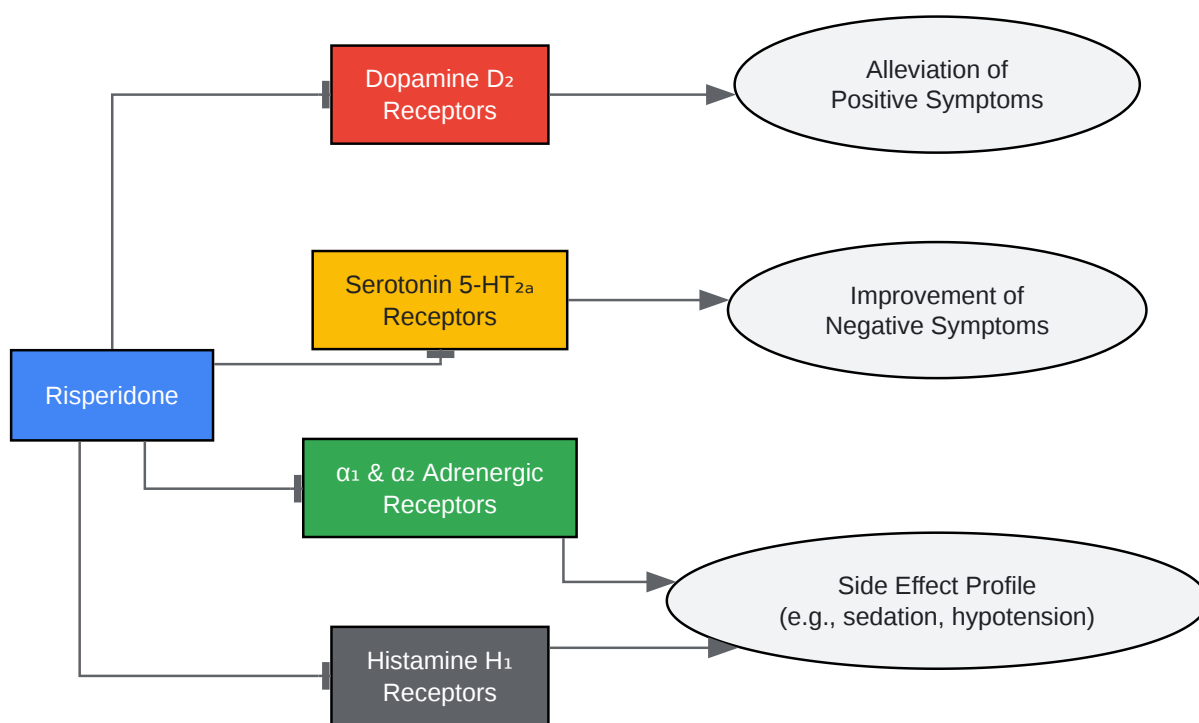 Dopamine D₂
Receptors
Alleviation of
Positive Symptoms
Serotonin 5-HT₂ₐ
Receptors
Improvement of
Negative Symptoms
Risperidone
α₁ & α₂ Adrenergic
Receptors
Side Effect Profile
(e.g., sedation, hypotension)
Histamine H₁
Receptors